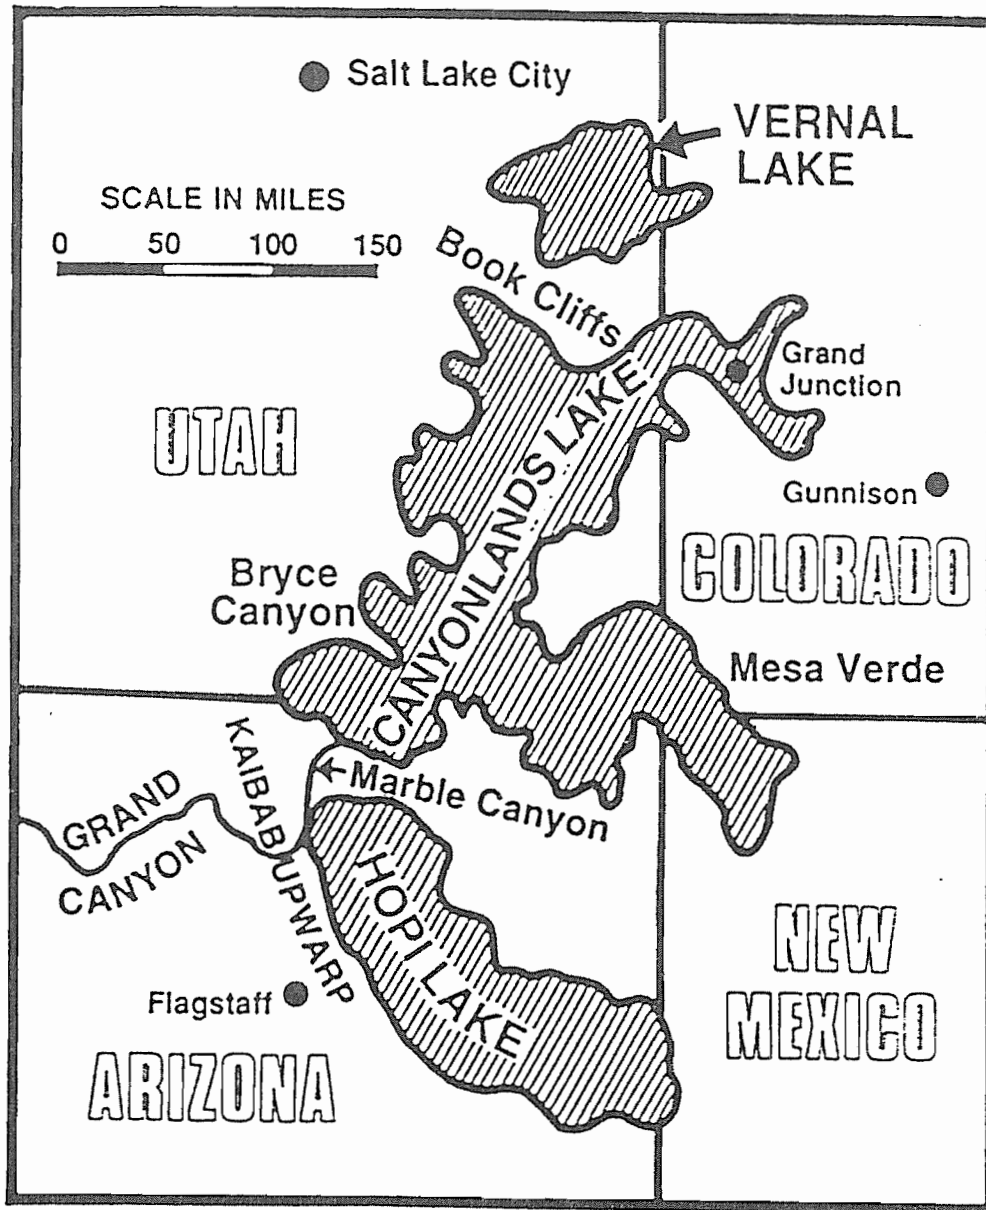 Salt Lake City
VERNAL
LAKE
SCALE IN MILES
0 50 100 150
Book Cliffs
Grand
Junction
UTAH
CANYONLANDS LAKE
Gunnison
COLORADO
Bryce
Canyon
Mesa Verde
KAIBAB UPWARP
Marble Canyon
GRAND
CANYON
HOPI LAKE
NEW
MEXICO
Flagstaff
ARIZONA